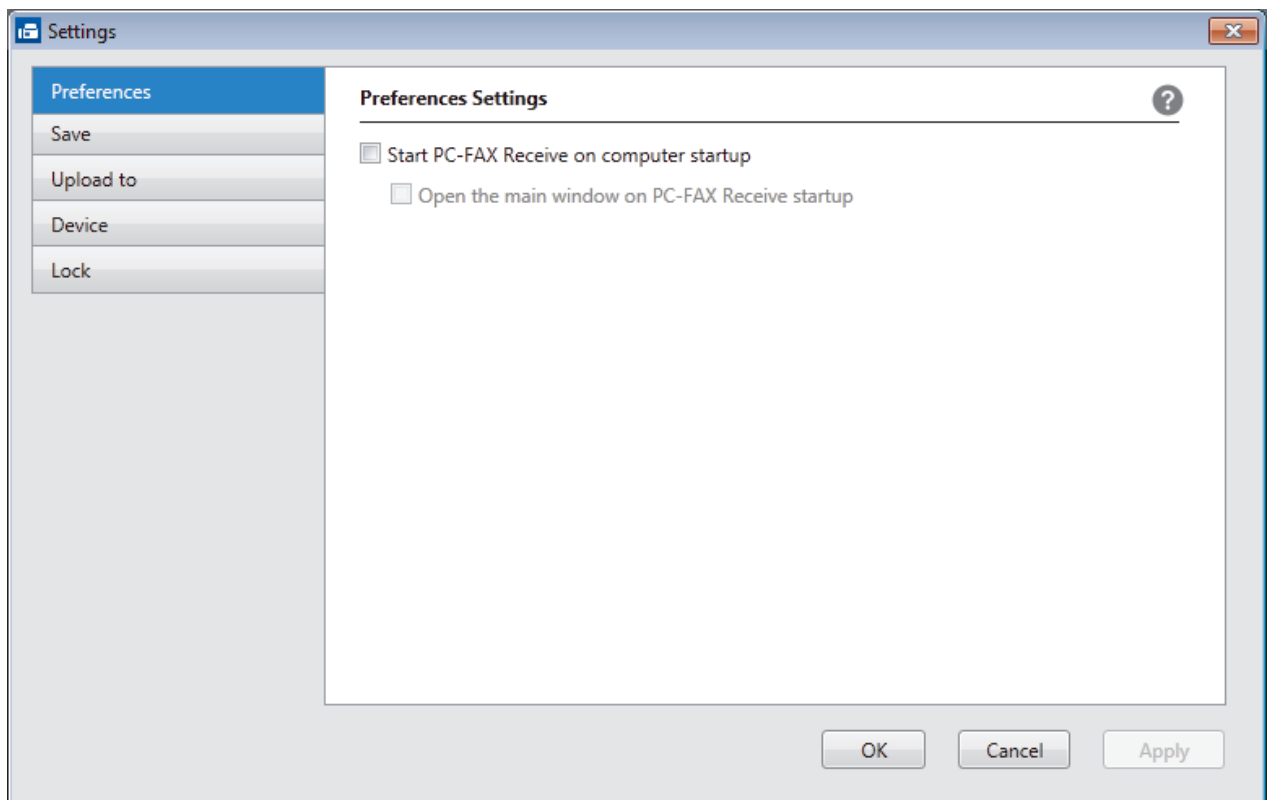 Settings
Preferences
Save
Upload to
Device
Lock
Preferences Settings
?
Start PC-FAX Receive on computer startup
Open the main window on PC-FAX Receive startup
OK
Cancel
Apply